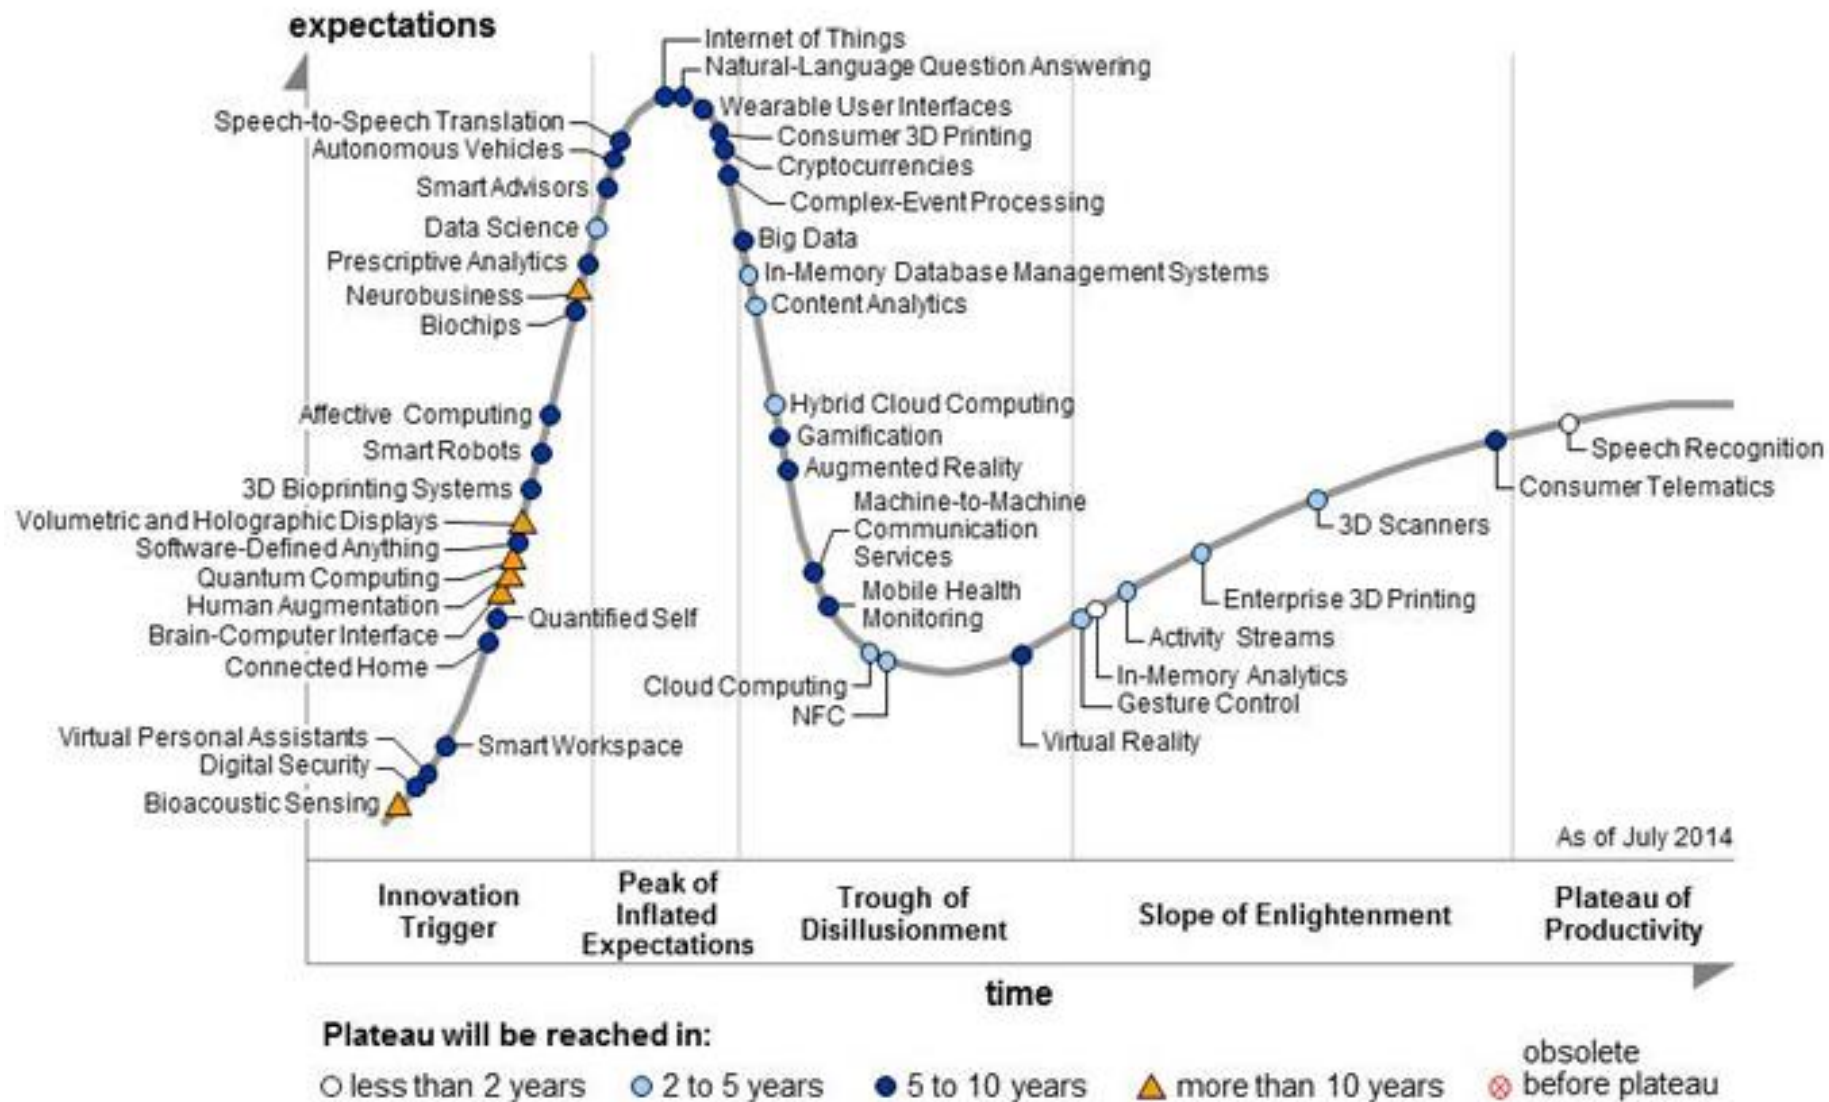 expectations
Internet of Things
Natural-Language Question Answering
Wearable User Interfaces
Speech-to-Speech Translation
Consumer 3D Printing
Autonomous Vehicles
Cryptocurrencies
Smart Advisors
Complex-Event Processing
Data Science
Big Data
Prescriptive Analytics
In-Memory Database Management Systems
Neurobusiness
Content Analytics
Biochips
Hybrid Cloud Computing
Affective Computing
Gamification
Smart Robots
Augmented Reality
3D Bioprinting Systems
Machine-to-Machine
Communication
Services
Volumetric and Holographic Displays
Software-Defined Anything
Quantum Computing
Human Augmentation
Brain-Computer Interface
Connected Home
Quantified Self
Mobile Health
Monitoring
Speech Recognition
Consumer Telematics
3D Scanners
Enterprise 3D Printing
Activity Streams
In-Memory Analytics
Gesture Control
Cloud Computing
NFC
Virtual Reality
Virtual Personal Assistants
Smart Workspace
Digital Security
Bioacoustic Sensing
As of July 2014
Innovation
Trigger
Peak of
Inflated
Expectations
Trough of
Disillusionment
Slope of Enlightenment
Plateau of
Productivity
time
Plateau will be reached in:
less than 2 years
2 to 5 years
5 to 10 years
more than 10 years
obsolete
before plateau